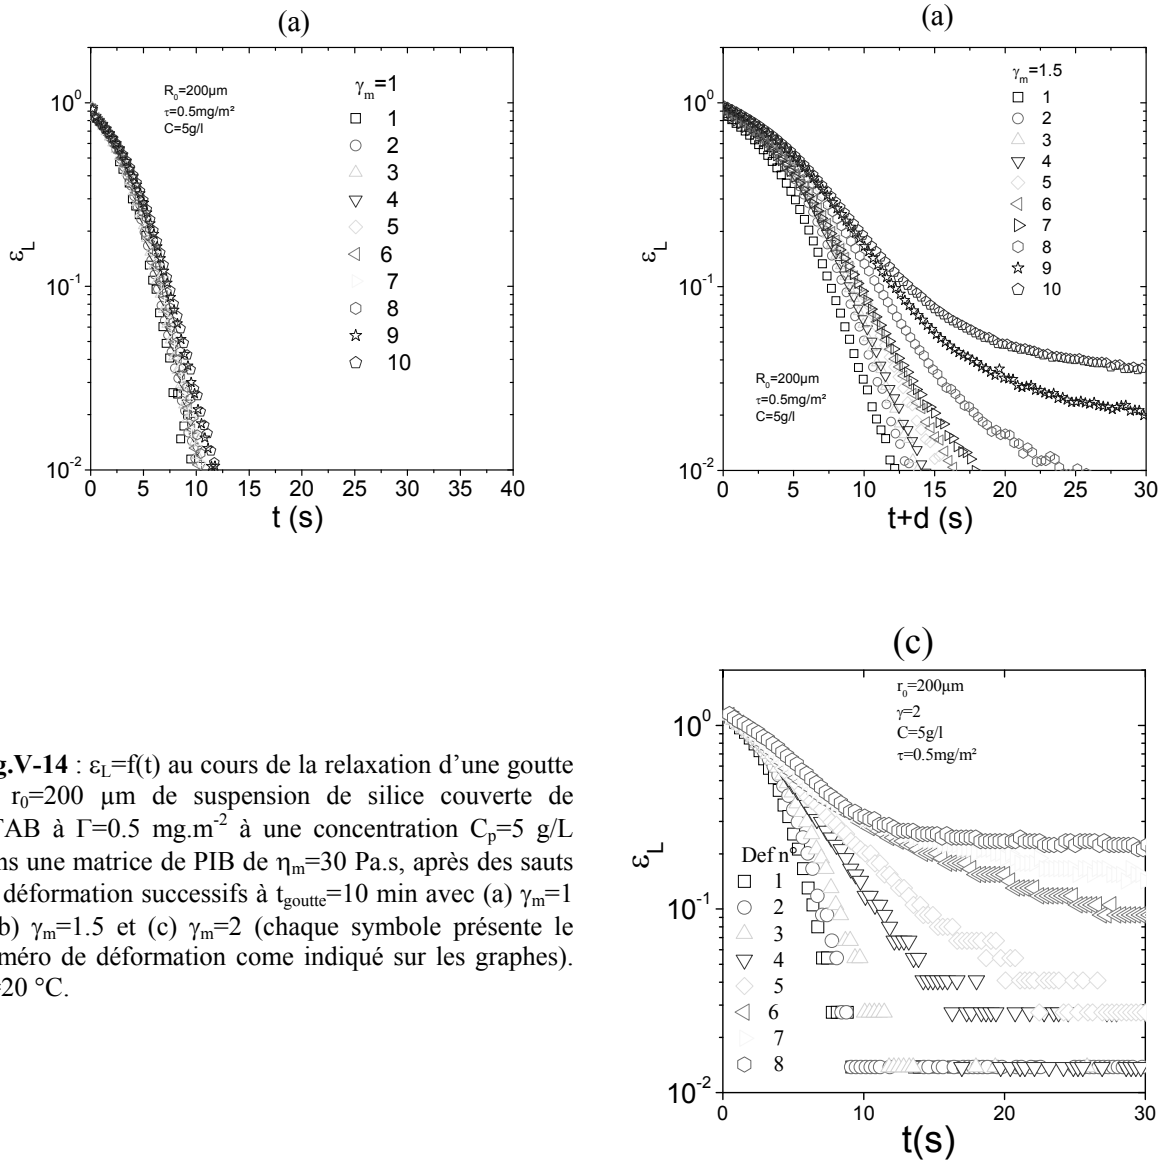 (a)
10⁰
10⁻¹
10⁻²
ε_L
R₀=200µm
τ=0.5mg/m²
C=5g/l
γ_m=1
1
2
3
4
5
6
7
8
9
10
0 5 10 15 20 25 30 35 40
t (s)
(a)
10⁰
10⁻¹
10⁻²
ε_L
γ_m=1.5
1
2
3
4
5
6
7
8
9
10
R₀=200µm
τ=0.5mg/m²
C=5g/l
0 5 10 15 20 25 30
t+d (s)
(c)
10⁰
10⁻¹
10⁻²
ε_L
r₀=200µm
γ=2
C=5g/l
τ=0.5mg/m²
Def n°
1
2
3
4
5
6
7
8
0 10 20 30
t(s)
g.V-14 : ε_L=f(t) au cours de la relaxation d’une goutte
r₀=200 µm de suspension de silice couverte de
TAB à Γ=0.5 mg.m⁻² à une concentration C_p=5 g/L
ns une matrice de PIB de η_m=30 Pa.s, après des sauts
déformation successifs à t_goutte=10 min avec (a) γ_m=1
b) γ_m=1.5 et (c) γ_m=2 (chaque symbole présente le
méro de déformation come indiqué sur les graphes).
=20 °C.